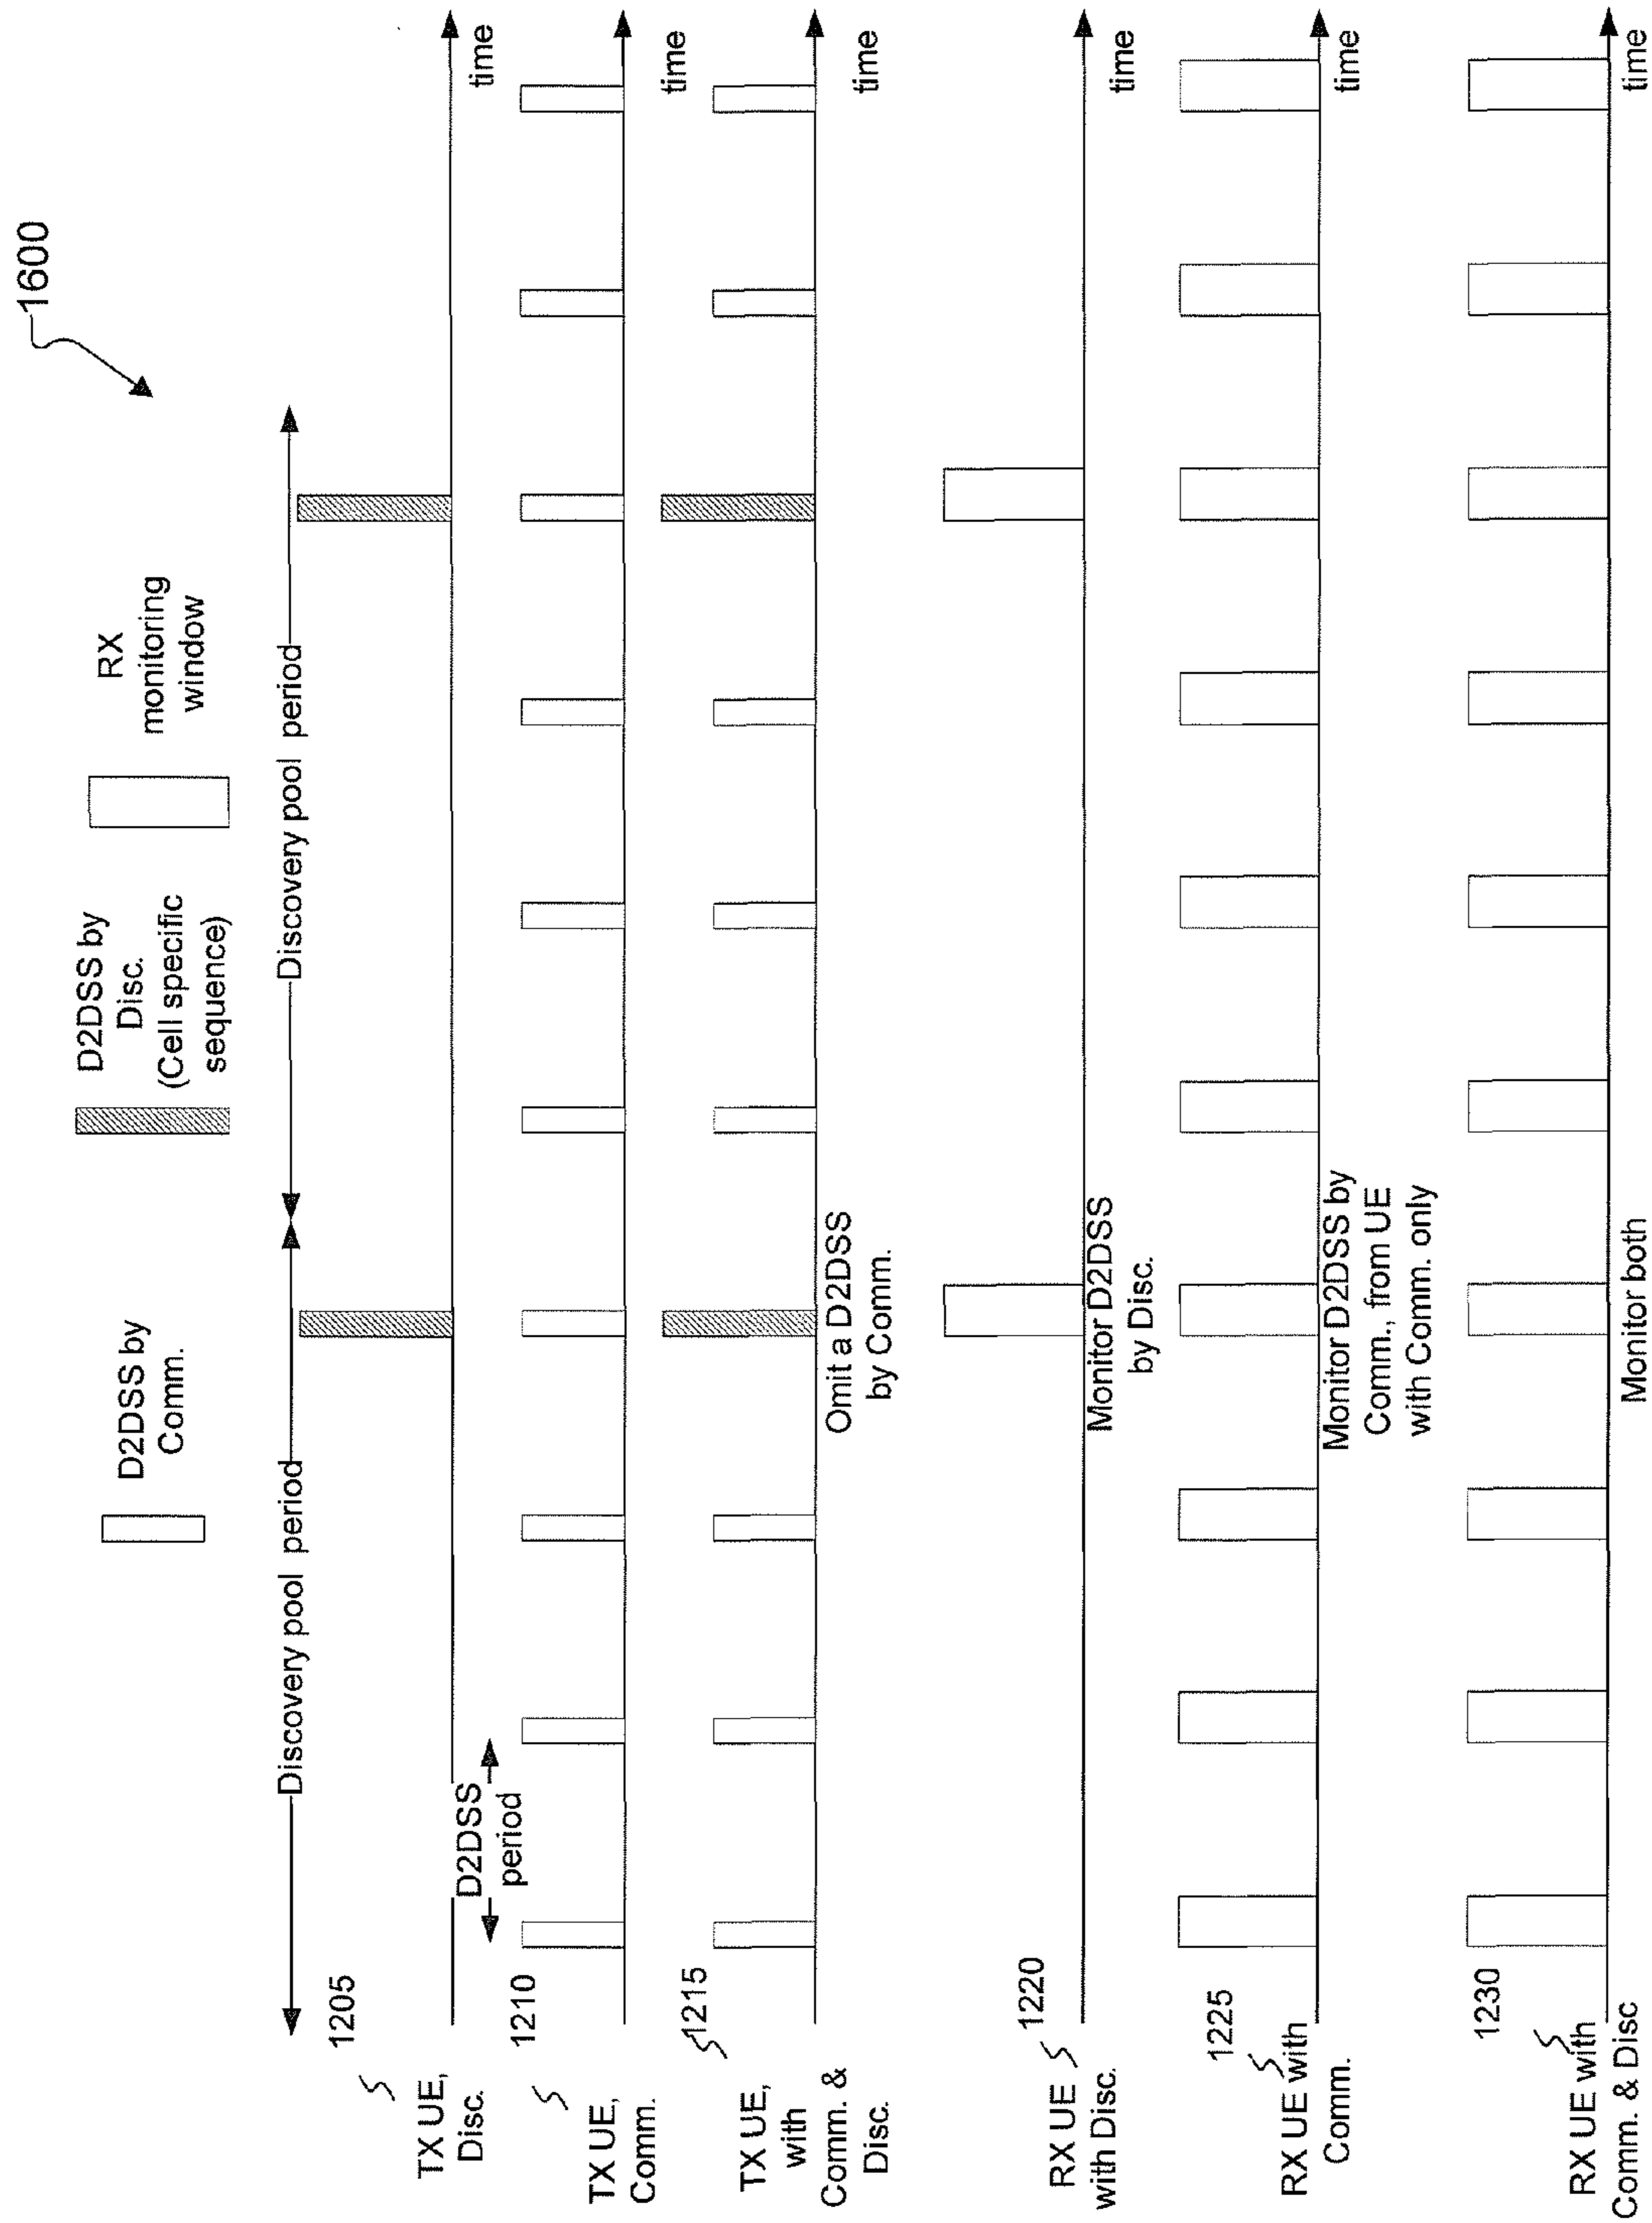 1600
D2DSS by
Comm.
D2DSS by
Disc.
(Cell specific
sequence)
RX
monitoring
window
Discovery pool period
Discovery pool period
1205
TX UE,
Disc.
time
D2DSS
period
1210
TX UE,
Comm.
time
1215
TX UE,
with
Comm. &
Disc.
Omit a D2DSS
by Comm.
time
1220
RX UE
with Disc.
Monitor D2DSS
by Disc.
time
1225
RX UE with
Comm.
Monitor D2DSS by
Comm., from UE
with Comm. only
time
1230
RX UE with
Comm. & Disc
Monitor both
time